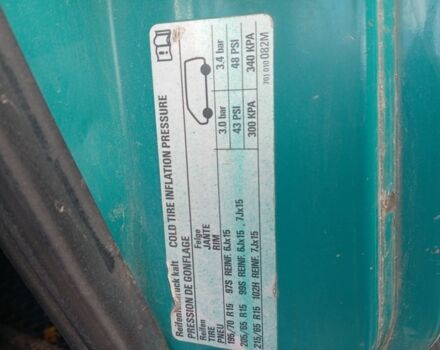 Reifendruck kalt COLD TIRE INFLATION PRESSURE
PRESSION DE GONFLAGE
Reifen Felge
TIRE JANTE 3.0 bar 3.4 bar
PNEU RIM 43 PSI 48 PSI
195/70 R15 97S REINF. 6Jx15 300 KPA 340 KPA
205/65 R15 99S REINF. 6Jx15 , 7Jx15
215/65 R15 102H REINF. 7Jx15
701 010 082M